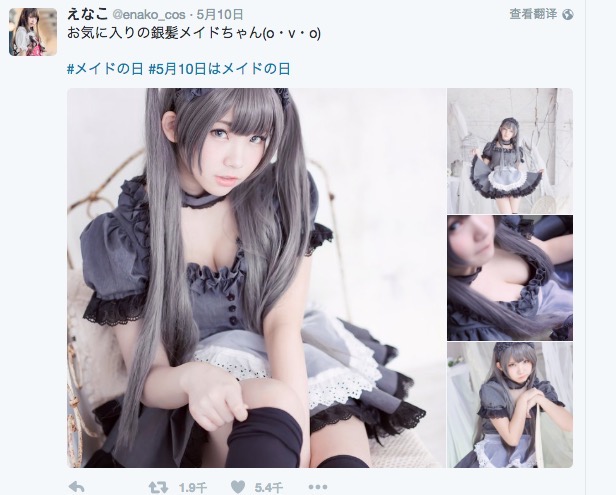 えなこ @enako_cos · 5月10日
查看翻译
お気に入りの銀髪メイドちゃん(o・v・o)
#メイドの日 #5月10日はメイドの日
1.9千 5.4千